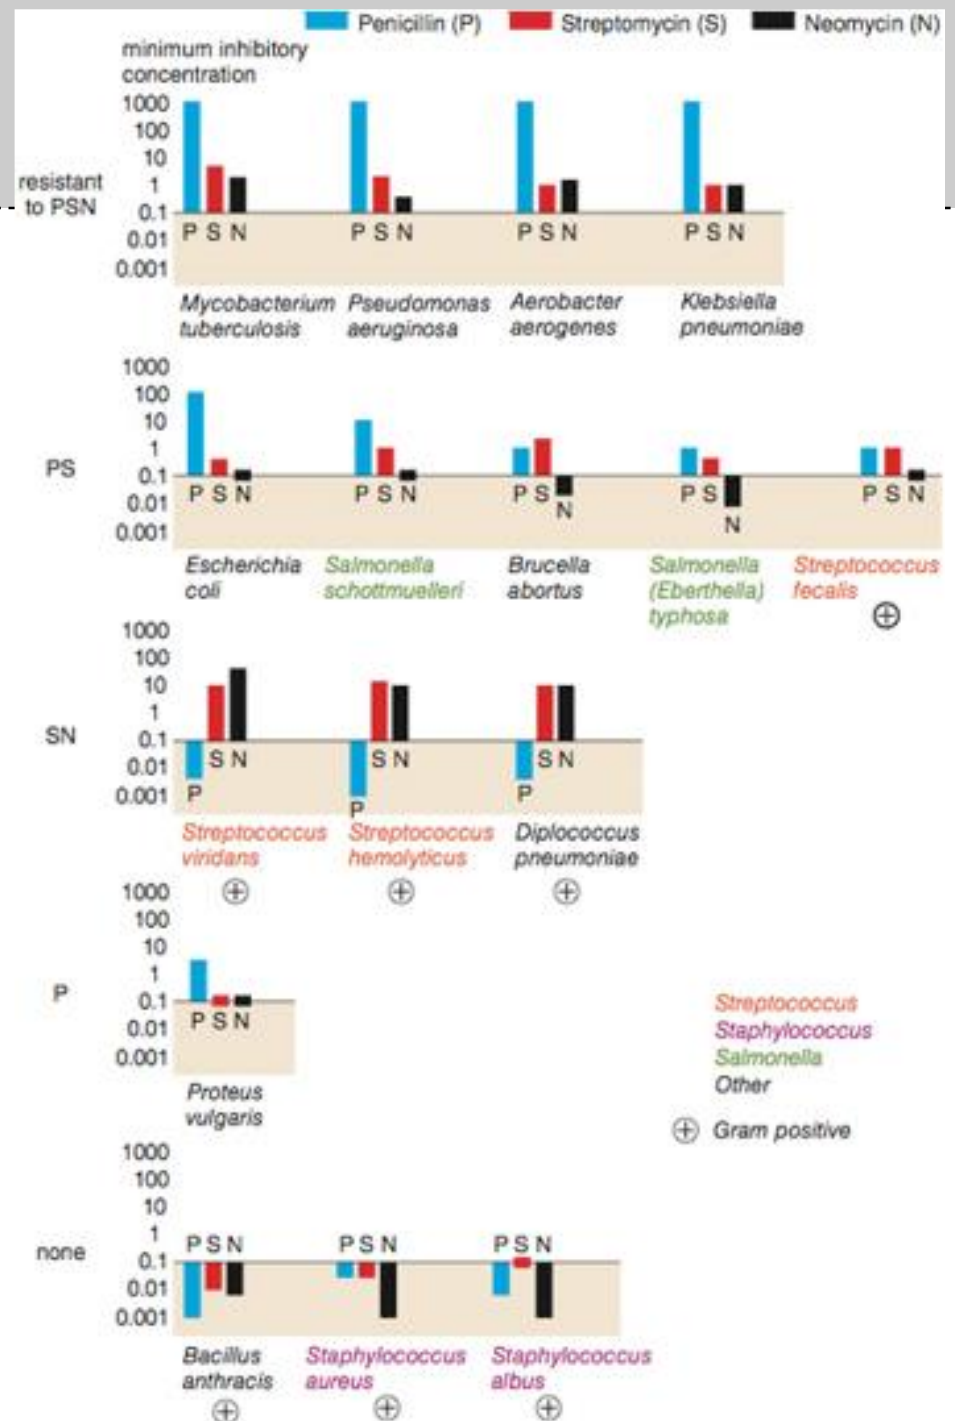 Penicillin (P) Streptomycin (S) Neomycin (N)
minimum inhibitory
concentration
1000
100
10
1
0.1
0.01
0.001
resistant
to PSN
P S N P S N P S N P S N
Mycobacterium Pseudomonas Aerobacter Klebsiella
tuberculosis aeruginosa aerogenes pneumoniae
1000
100
10
1
0.1
0.01
0.001
PS
P S N P S N P S N P S N P S N
Escherichia Salmonella Brucella Salmonella Streptococcus
coli schottmuelleri abortus (Eberthella) fecalis
typhosa
1000
100
10
1
0.1
0.01
0.001
SN
S N S N S N
P P P
Streptococcus Streptococcus Diplococcus
viridans hemolyticus pneumoniae
1000
100
10
1
0.1
0.01
0.001
P
P S N
Proteus
vulgaris
Streptococcus
Staphylococcus
Salmonella
Other
Gram positive
1000
100
10
1
0.1
0.01
0.001
none
P S N P S N P S N
Bacillus Staphylococcus Staphylococcus
anthracis aureus albus